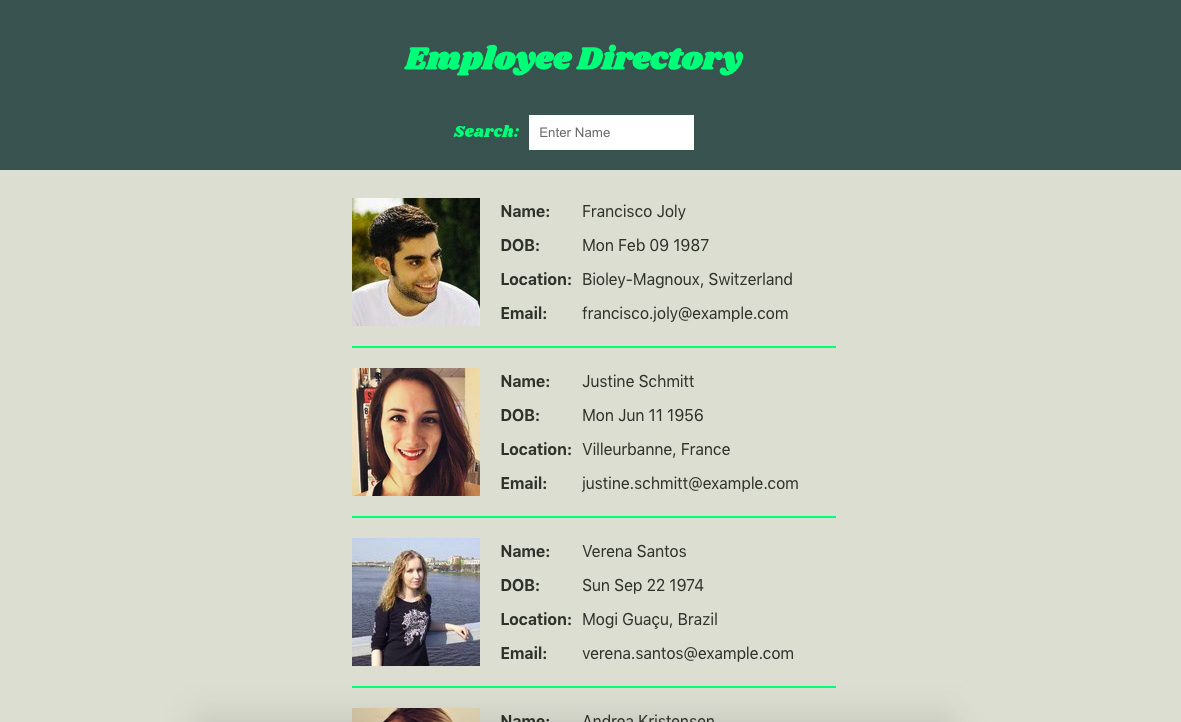 Employee Directory
Search: Enter Name
Name: Francisco Joly
DOB: Mon Feb 09 1987
Location: Bioley-Magnoux, Switzerland
Email: francisco.joly@example.com
Name: Justine Schmitt
DOB: Mon Jun 11 1956
Location: Villeurbanne, France
Email: justine.schmitt@example.com
Name: Verena Santos
DOB: Sun Sep 22 1974
Location: Mogi Guaçu, Brazil
Email: verena.santos@example.com
Name: Andrea Kristensen